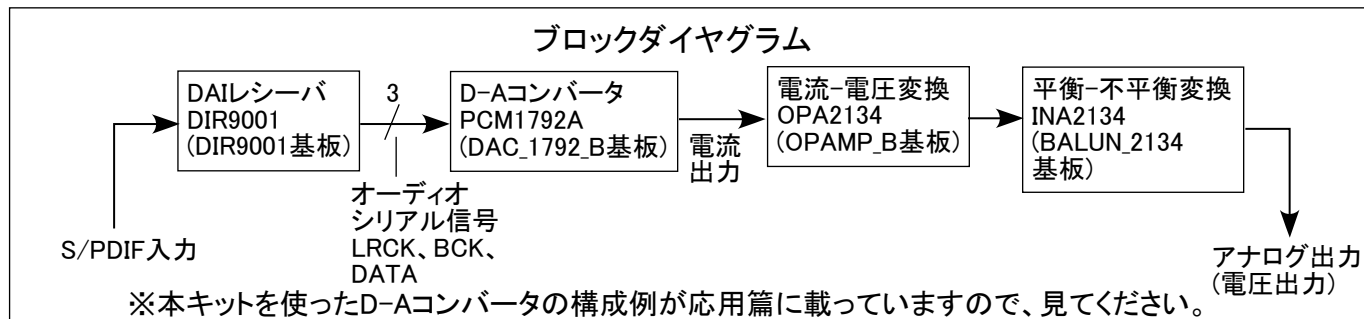 ブロックダイヤグラム
DAIレシーバ
DIR9001
(DIR9001基板)
3
D-Aコンバータ
PCM1792A
(DAC_1792_B基板)
電流-電圧変換
OPA2134
(OPAMP_B基板)
平衡-不平衡変換
INA2134
(BALUN_2134
基板)
電流
出力
オーディオ
シリアル信号
LRCK、BCK、
DATA
S/PDIF入力
アナログ出力
(電圧出力)
※本キットを使ったD-Aコンバータの構成例が応用篇に載っていますので、見てください。